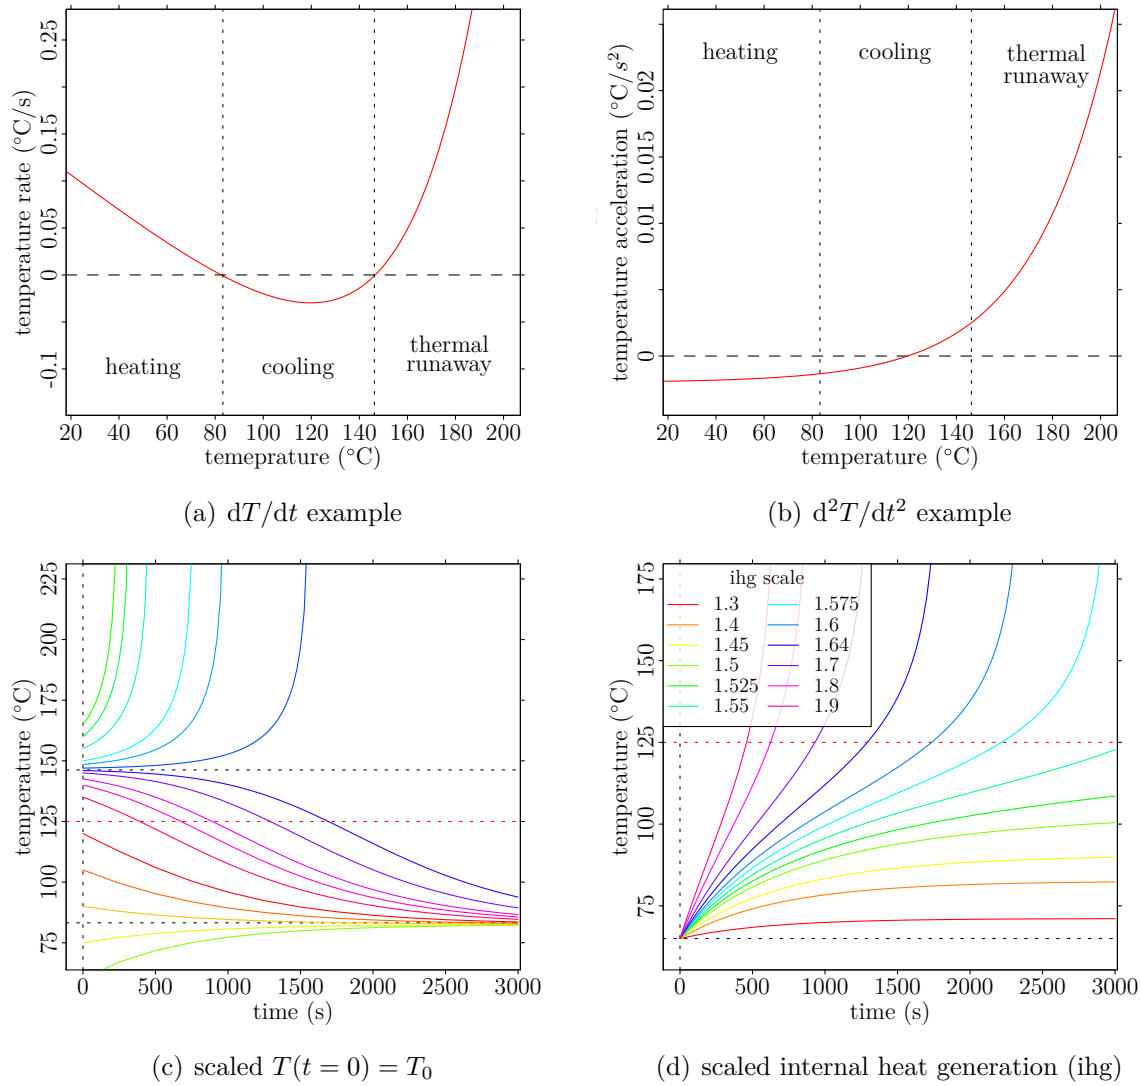 0.25
0.15
0.05
0
-0.1
temperature rate (°C/s)
heating
cooling
thermal
runaway
20 40 60 80 100 120 140 160 180 200
temeprature (°C)
(a) dT/dt example
0.02
0.015
0.01
0
temperature acceleration (°C/s²)
heating
cooling
thermal
runaway
20 40 60 80 100 120 140 160 180 200
temperature (°C)
(b) d²T/dt² example
225
200
175
150
125
100
75
temperature (°C)
0 500 1000 1500 2000 2500 3000
time (s)
(c) scaled T(t = 0) = T₀
175
150
125
100
75
temperature (°C)
ihg scale
1.3 1.575
1.4 1.6
1.45 1.64
1.5 1.7
1.525 1.8
1.55 1.9
0 500 1000 1500 2000 2500 3000
time (s)
(d) scaled internal heat generation (ihg)